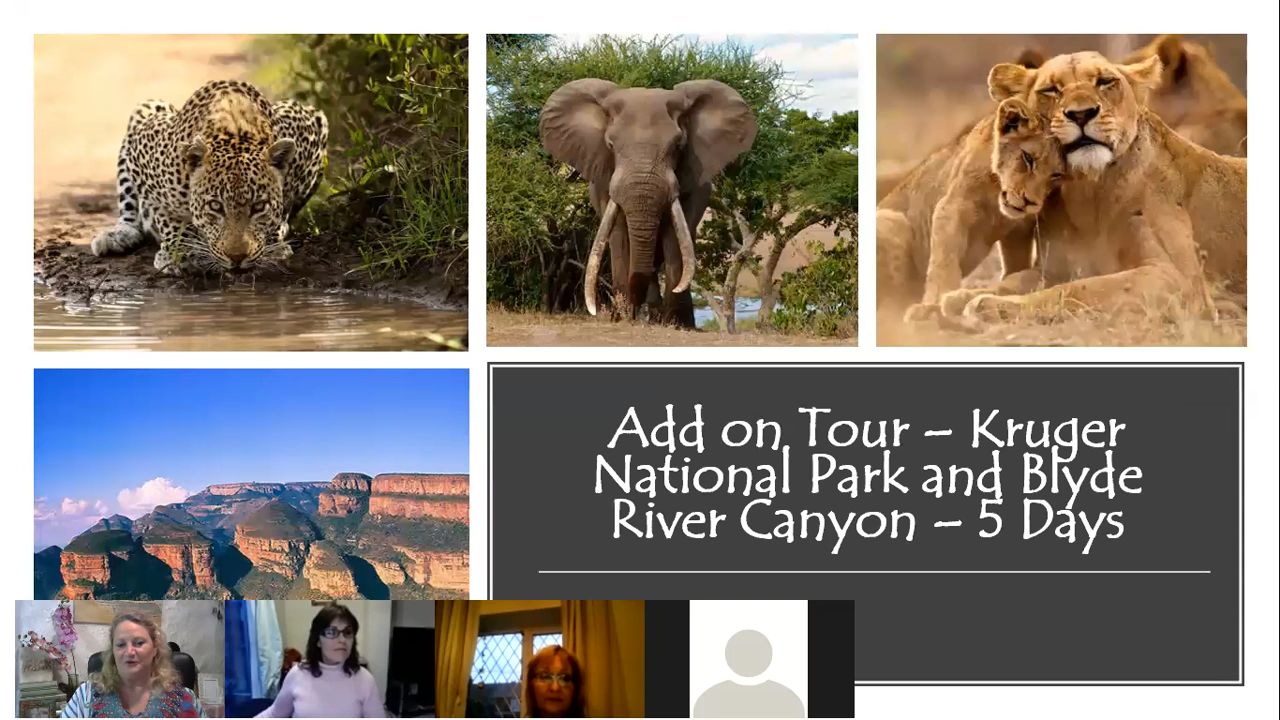 Add on Tour – Kruger
National Park and Blyde
River Canyon – 5 Days